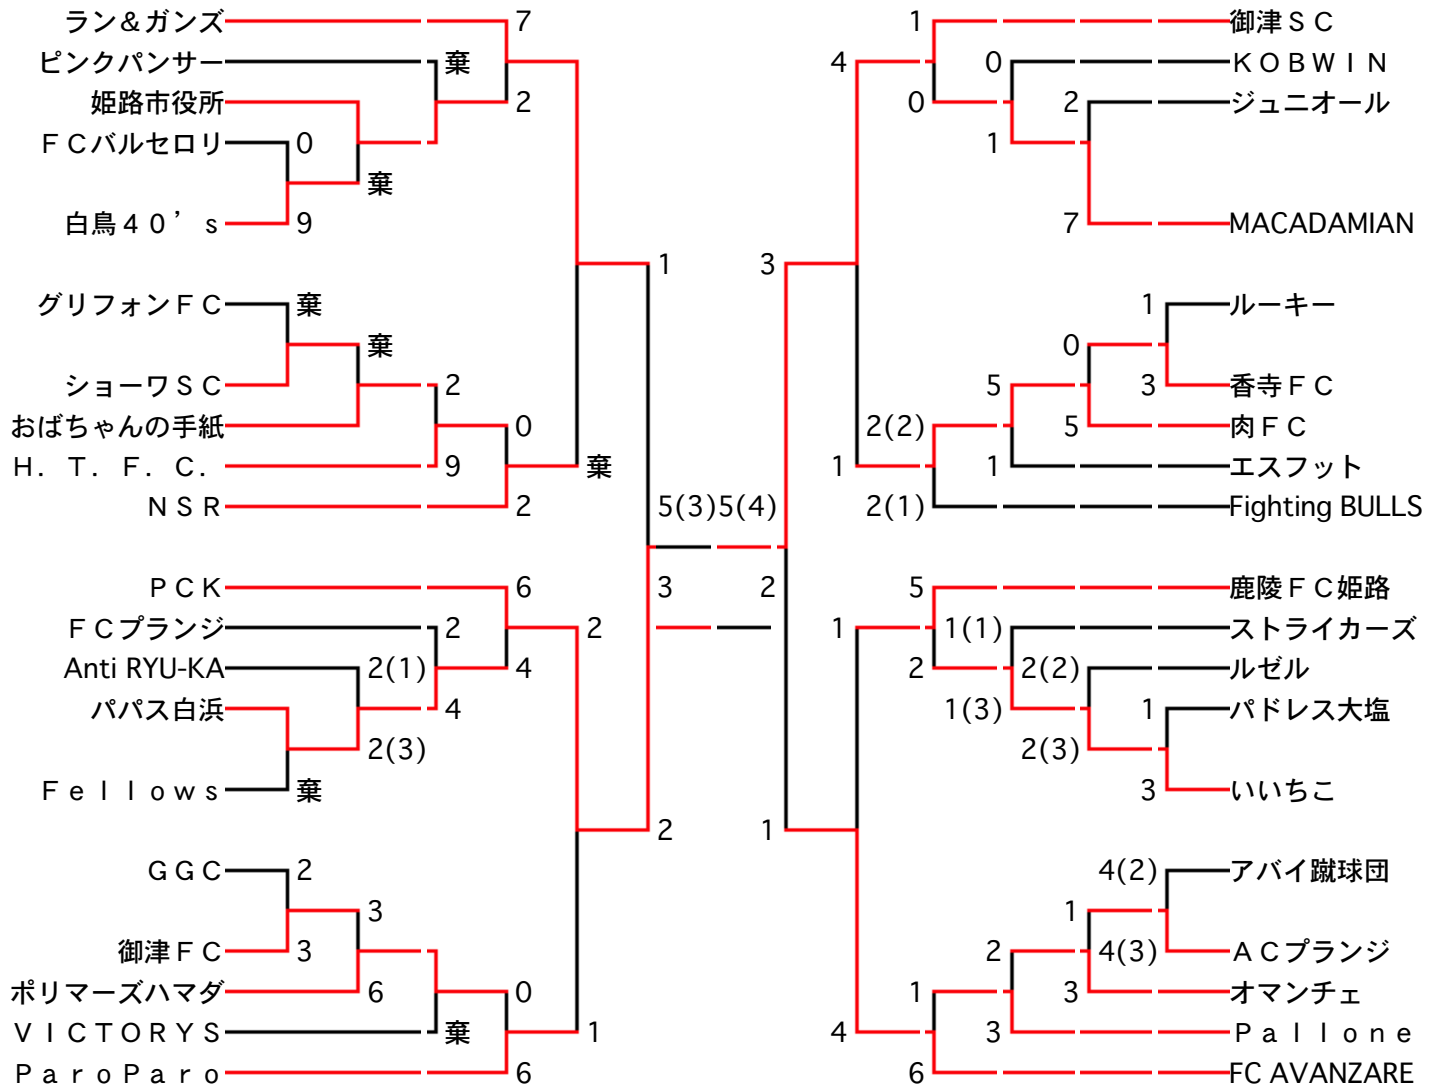 ラン＆ガンズ 7 1 御津ＳＣ
ピンクパンサー 棄 4 0 ＫＯＢＷＩＮ
姫路市役所 2 0 2 ジュニオール
ＦＣバルセロリ 0 1
棄
白鳥４０’ｓ 9 7 MACADAMIAN
1 3
グリフォンＦＣ 棄 1 ルーキー
棄 0
ショーワＳＣ 2 5 3 香寺ＦＣ
おばちゃんの手紙 0 2(2) 5 肉ＦＣ
Ｈ．Ｔ．Ｆ．Ｃ． 9 棄 1 1 エスフット
ＮＳＲ 2 5(3) 5(4) 2(1) Fighting BULLS
ＰＣＫ 6 3 2 5 鹿陵ＦＣ姫路
ＦＣプランジ 2 2 1 1(1) ストライカーズ
Anti RYU-KA 2(1) 4 2 2(2) ルゼル
パパス白浜 4 1(3) 1 パドレス大塩
2(3) 2(3)
Ｆｅｌｌｏｗｓ 棄 3 いいちこ
2 1
ＧＧＣ 2 4(2) アバイ蹴球団
3 1
御津ＦＣ 3 2 4(3) ＡＣプランジ
ポリマーズハマダ 6 0 1 3 オマンチェ
ＶＩＣＴＯＲＹＳ 棄 1 4 3 Ｐａｌｌｏｎｅ
ＰａｒｏＰａｒｏ 6 6 FC AVANZARE